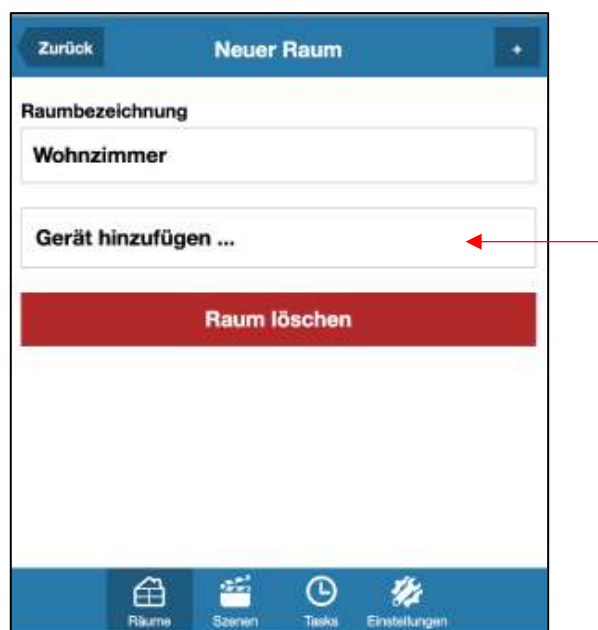 Zurück Neuer Raum +
Raumbezeichnung
Wohnzimmer
Gerät hinzufügen ...
Raum löschen
Räume Szenen Tasks Einstellungen